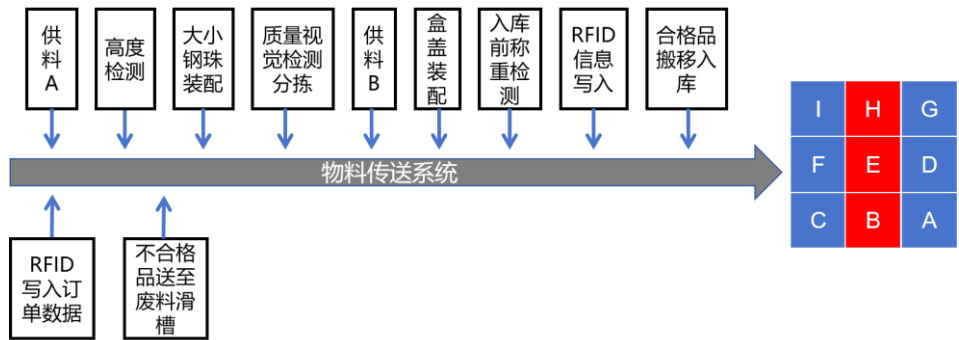 供
料
A
高度
检测
大小
钢珠
装配
质量视
觉检测
分拣
供
料
B
盒
盖
装
配
入库
前称
重检
测
RFID
信息
写入
合格品
搬移入
库
物料传送系统
RFID
写入订
单数据
不合格
品送至
废料滑
槽
I H G
F E D
C B A